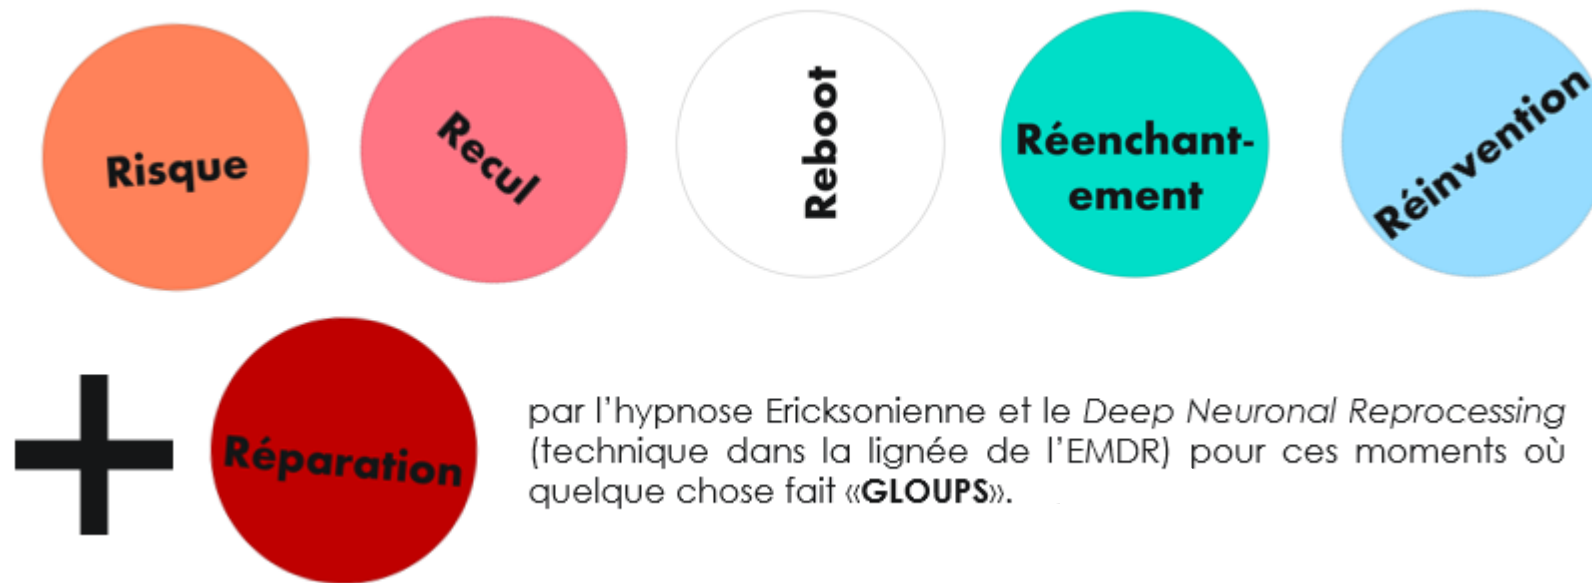 Risque
Recul
Reboot
Réenchant-
ement
Réinvention
Réparation
par l'hypnose Ericksonienne et le Deep Neuronal Reprocessing
(technique dans la lignée de l'EMDR) pour ces moments où
quelque chose fait «GLOUPS».